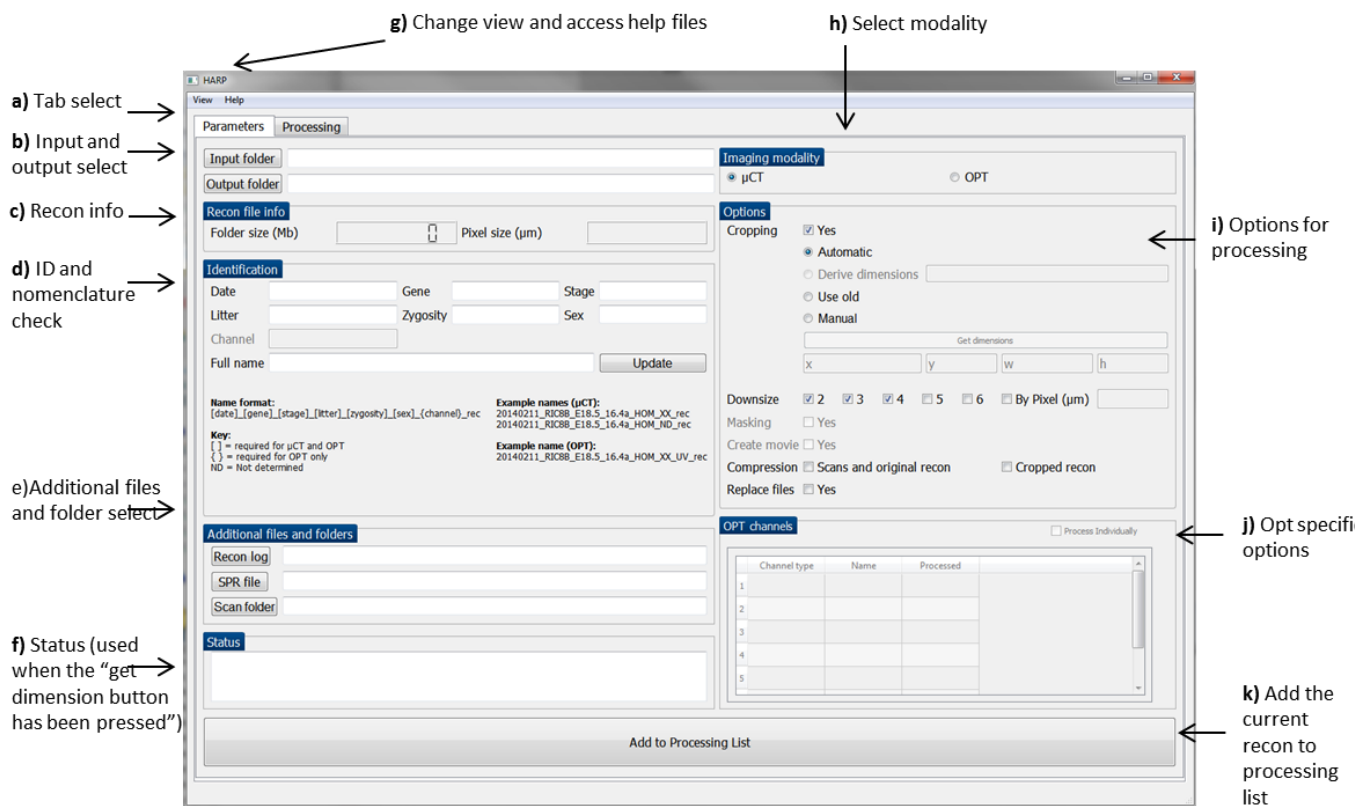 g) Change view and access help files
h) Select modality
a) Tab select
b) Input and
output select
c) Recon info
d) ID and
nomenclature
check
e)Additional files
and folder select
f) Status (used
when the “get
dimension button
has been pressed”)
HARP
View Help
Parameters Processing
Input folder
Output folder
Recon file info
Folder size (Mb) 0 Pixel size (µm)
Identification
Date Gene Stage
Litter Zygosity Sex
Channel
Full name Update
Name format:
[date]_[gene]_[stage]_[litter]_[zygosity]_[sex]_{channel}_rec
Key:
[ ] = required for µCT and OPT
{ } = required for OPT only
ND = Not determined
Example names (µCT):
20140211_RIC8B_E18.5_16.4a_HOM_XX_rec
20140211_RIC8B_E18.5_16.4a_HOM_ND_rec
Example name (OPT):
20140211_RIC8B_E18.5_16.4a_HOM_XX_UV_rec
Additional files and folders
Recon log
SPR file
Scan folder
Status
Imaging modality
µCT OPT
Options
Cropping Yes
Automatic
Derive dimensions
Use old
Manual
Get dimensions
x y w h
Downsize 2 3 4 5 6 By Pixel (µm)
Masking Yes
Create movie Yes
Compression Scans and original recon Cropped recon
Replace files Yes
OPT channels Process Individually
Channel type Name Processed
1
2
3
4
5
Add to Processing List
i) Options for
processing
j) Opt specifi
options
k) Add the
current
recon to
processing
list